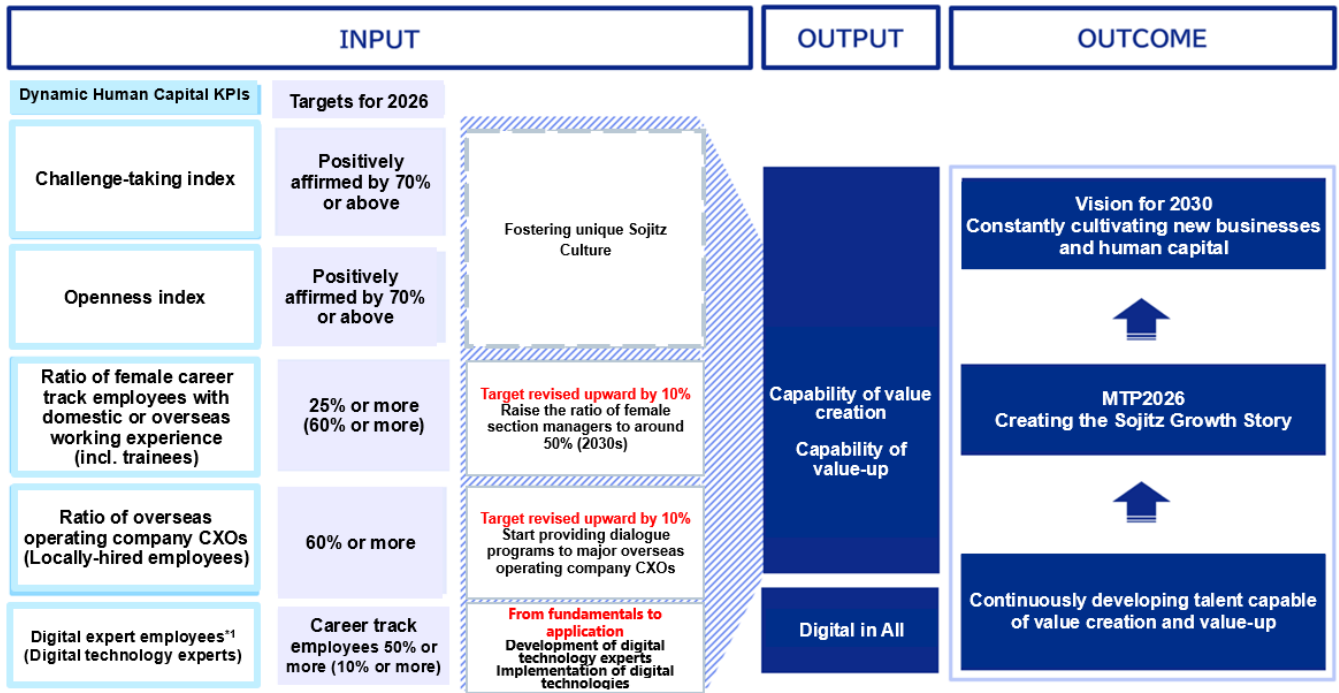 INPUT
OUTPUT
OUTCOME
Dynamic Human Capital KPIs
Targets for 2026
Challenge-taking index
Positively
affirmed by 70%
or above
Fostering unique Sojitz
Culture
Openness index
Positively
affirmed by 70%
or above
Ratio of female career
track employees with
domestic or overseas
working experience
(incl. trainees)
25% or more
(60% or more)
Target revised upward by 10%
Raise the ratio of female
section managers to around
50% (2030s)
Ratio of overseas
operating company CXOs
(Locally-hired employees)
60% or more
Target revised upward by 10%
Start providing dialogue
programs to major overseas
operating company CXOs
Digital expert employees*1
(Digital technology experts)
Career track
employees 50% or
more (10% or more)
From fundamentals to
application
Development of digital
technology experts
Implementation of digital
technologies
Capability of value
creation
Capability of
value-up
Digital in All
Vision for 2030
Constantly cultivating new businesses
and human capital
MTP2026
Creating the Sojitz Growth Story
Continuously developing talent capable
of value creation and value-up